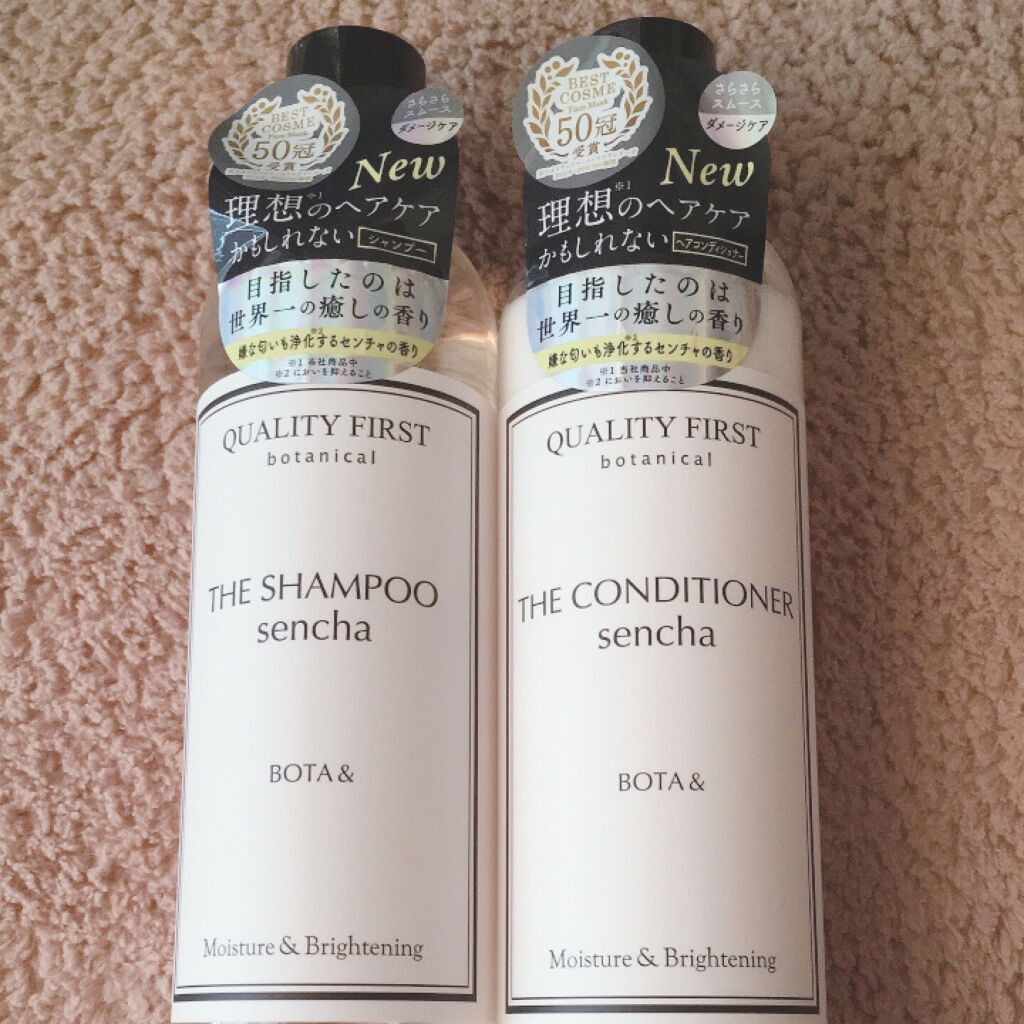 BEST
COSME
Face Mask
50冠
受賞
さらさら
スムース
ダメージケア
New
理想※1のヘアケア
かもしれない シャンプー
目指したのは
世界一の癒しの香り
嫌な匂いも浄化※2するセンチャの香り
※1 当社商品中
※2 においを抑えること
QUALITY FIRST
botanical
THE SHAMPOO
sencha
BOTA &
Moisture & Brightening
BEST
COSME
Face Mask
50冠
受賞
さらさら
スムース
ダメージケア
New
理想※1のヘアケア
かもしれない ヘアコンディショナー
目指したのは
世界一の癒しの香り
嫌な匂いも浄化※2するセンチャの香り
※1 当社商品中
※2 においを抑えること
QUALITY FIRST
botanical
THE CONDITIONER
sencha
BOTA &
Moisture & Brightening